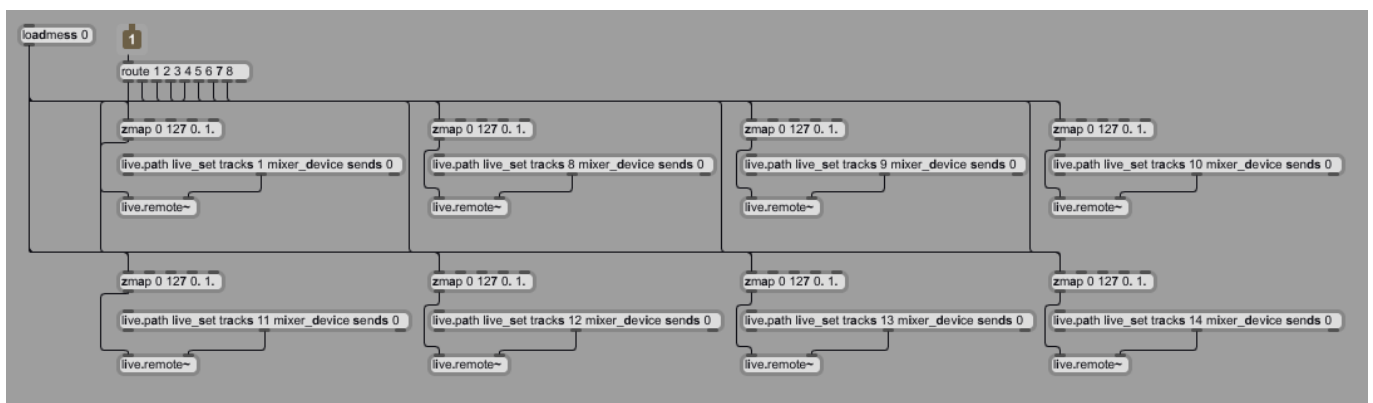 loadmess 0
1
route 1 2 3 4 5 6 7 8
zmap 0 127 0. 1.
zmap 0 127 0. 1.
zmap 0 127 0. 1.
zmap 0 127 0. 1.
live.path live_set tracks 1 mixer_device sends 0
live.path live_set tracks 8 mixer_device sends 0
live.path live_set tracks 9 mixer_device sends 0
live.path live_set tracks 10 mixer_device sends 0
live.remote~
live.remote~
live.remote~
live.remote~
zmap 0 127 0. 1.
zmap 0 127 0. 1.
zmap 0 127 0. 1.
zmap 0 127 0. 1.
live.path live_set tracks 11 mixer_device sends 0
live.path live_set tracks 12 mixer_device sends 0
live.path live_set tracks 13 mixer_device sends 0
live.path live_set tracks 14 mixer_device sends 0
live.remote~
live.remote~
live.remote~
live.remote~